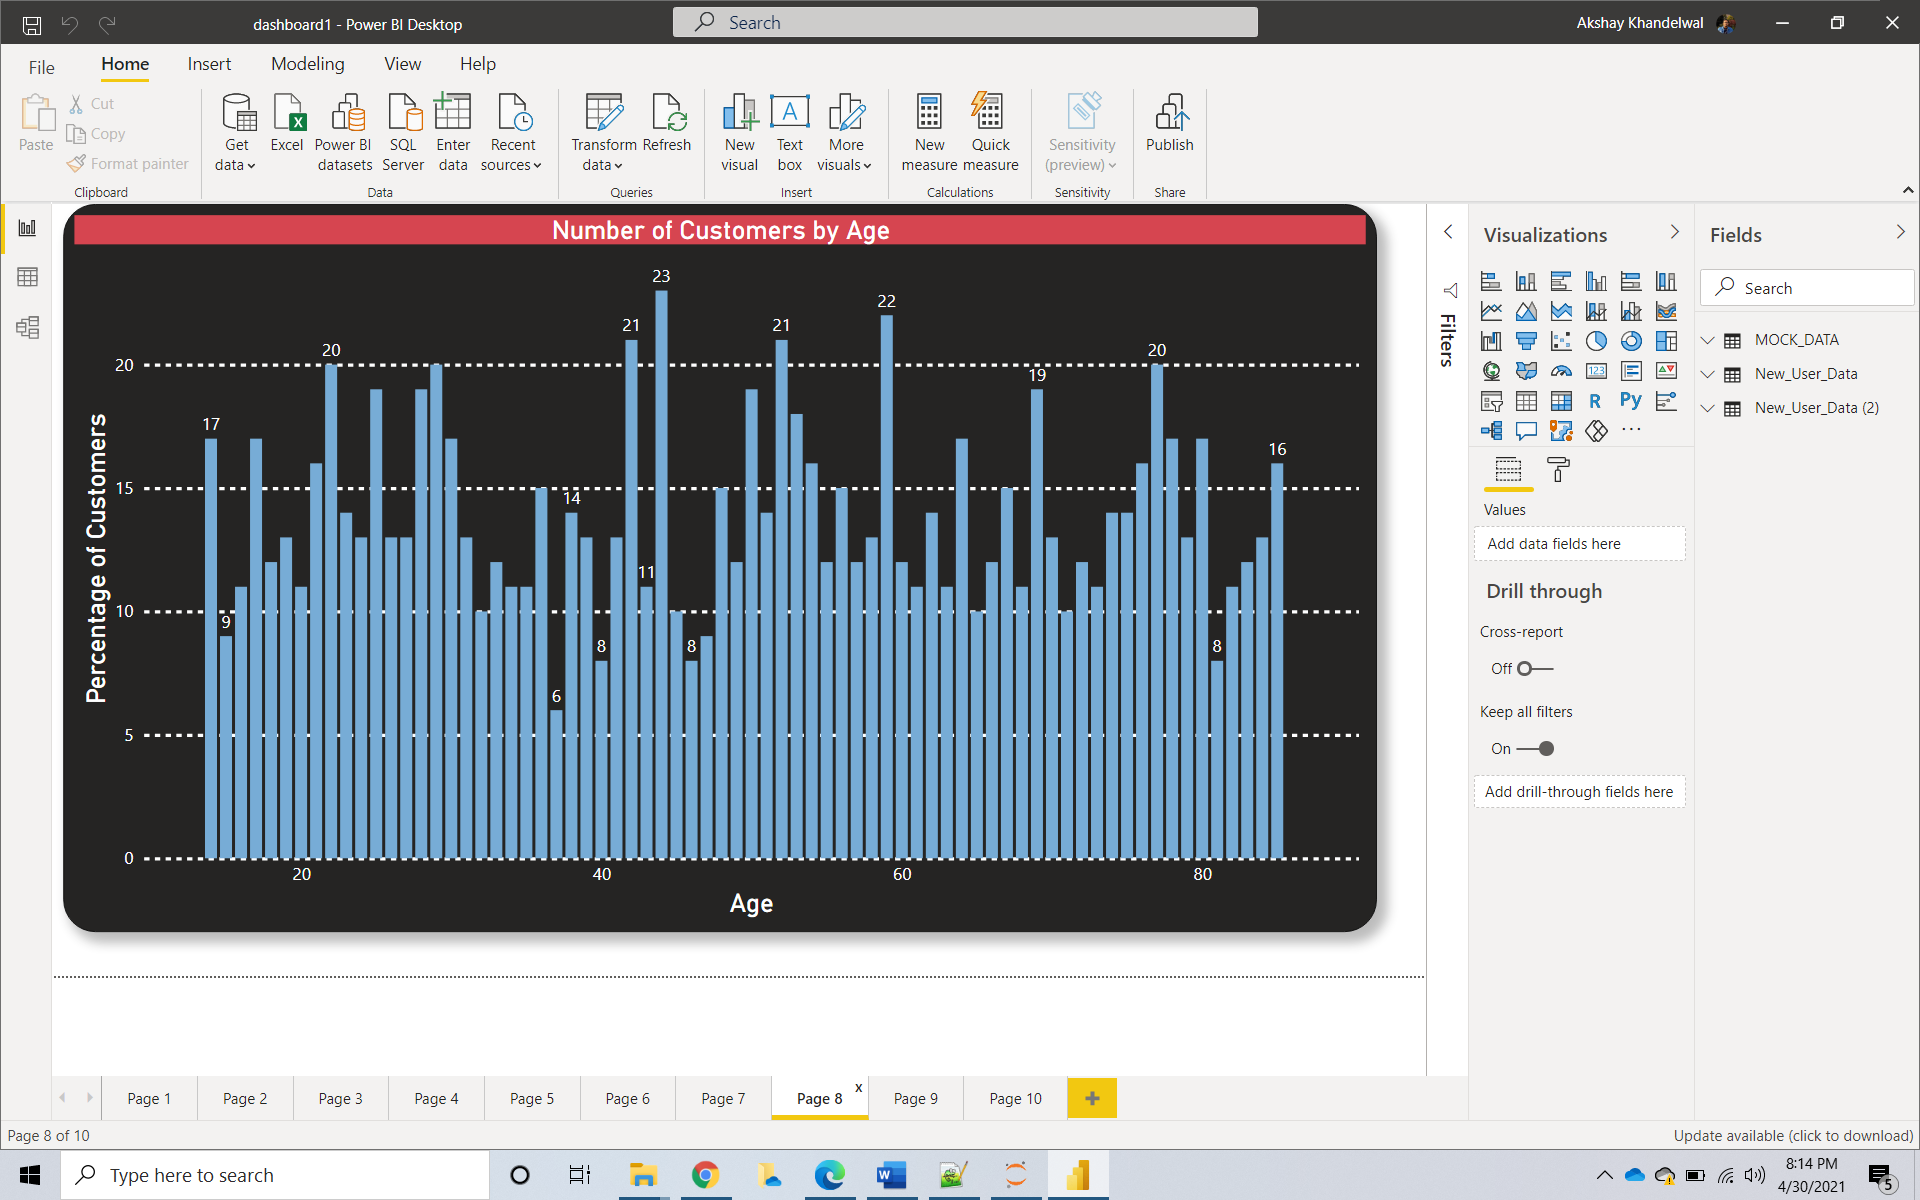 dashboard1 - Power BI Desktop
Search
Akshay Khandelwal
File
Home
Insert
Modeling
View
Help
Paste
Cut
Copy
Format painter
Clipboard
Get data
Excel
Power BI datasets
SQL Server
Enter data
Recent sources
Data
Transform data
Refresh
Queries
New visual
Text box
A
More visuals
Insert
New measure
Quick measure
Calculations
Sensitivity (preview)
Sensitivity
Publish
Share
Number of Customers by Age
Percentage of Customers
20
15
10
5
0
17
9
20
6
14
8
21
11
23
8
21
22
19
20
8
16
20
40
60
80
Age
Filters
Visualizations
123
R
Py
...
Values
Add data fields here
Drill through
Cross-report
Off
Keep all filters
On
Add drill-through fields here
Fields
Search
MOCK_DATA
New_User_Data
New_User_Data (2)
Page 1
Page 2
Page 3
Page 4
Page 5
Page 6
Page 7
Page 8
x
Page 9
Page 10
+
Page 8 of 10
Update available (click to download)
Type here to search
8:14 PM
4/30/2021
5